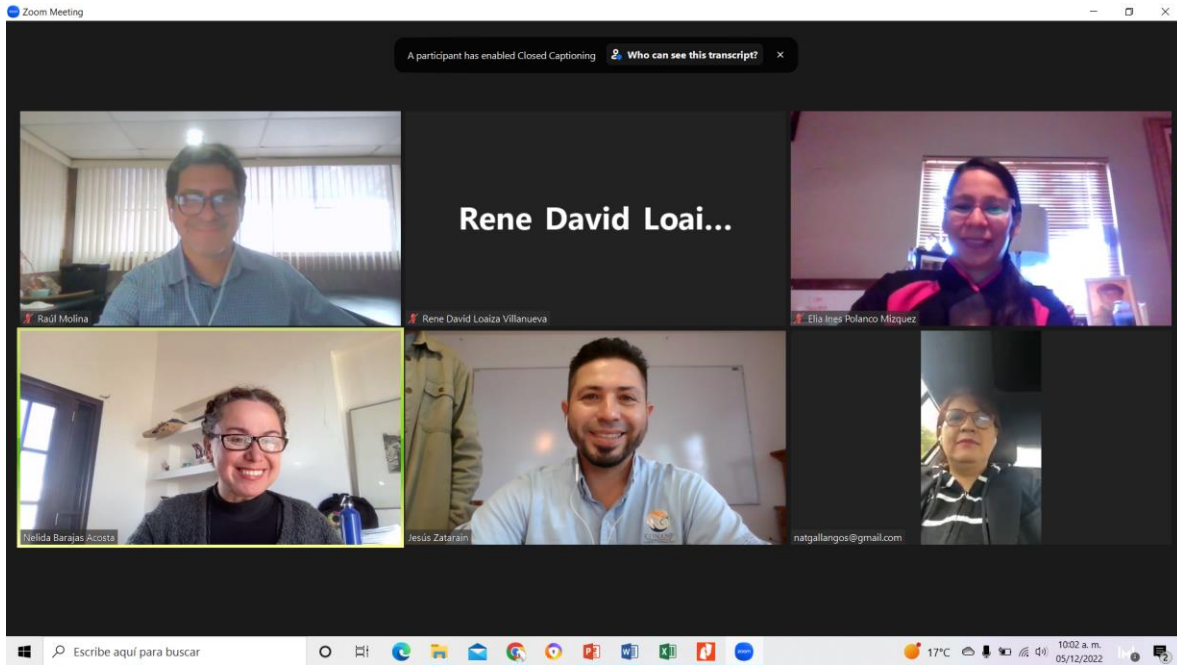 Zoom Meeting
A participant has enabled Closed Captioning Who can see this transcript?
Rene David Loai...
Raúl Molina
Rene David Loaiza Villanueva
Elia Ines Polanco Mizquez
Nelida Barajas Acosta
Jesús Zatarain
natgallangos@gmail.com
Escribe aquí para buscar
zoom
17°C
10:02 a. m.
05/12/2022
2